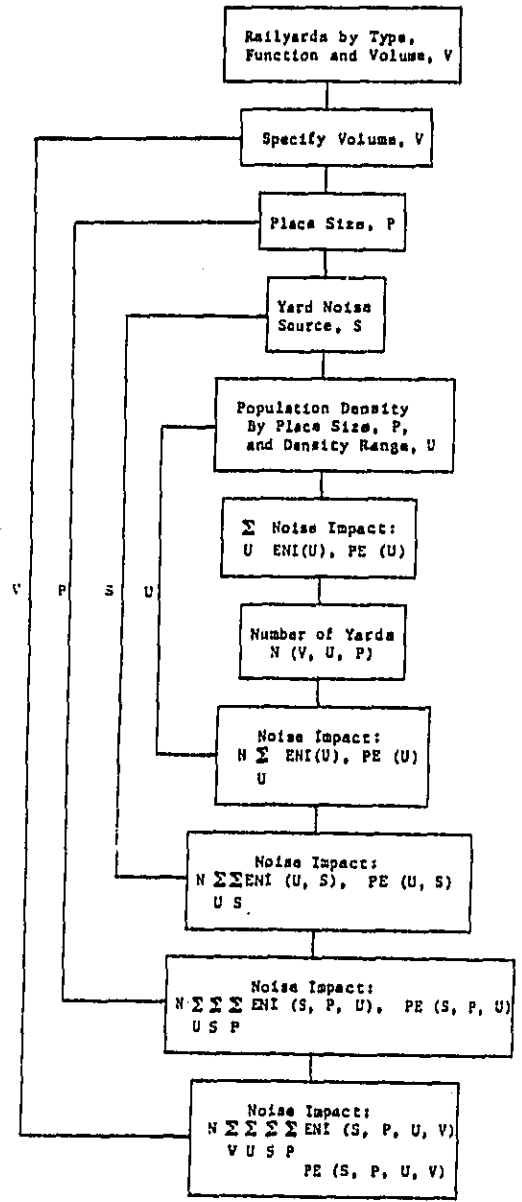 Railyards by Type,
Function and Volume, V
Specify Volume, V
Place Size, P
Yard Noise
Source, S
Population Density
By Place Size, P,
and Density Range, U
Σ Noise Impact:
U ENI(U), PE (U)
V P S U
Number of Yards
N (V, U, P)
Noise Impact:
N Σ ENI(U), PE (U)
U
Noise Impact:
N Σ Σ ENI (U, S), PE (U, S)
U S
Noise Impact:
N Σ Σ Σ ENI (S, P, U), PE (S, P, U)
U S P
Noise Impact:
N Σ Σ Σ Σ ENI (S, P, U, V)
V U S P
PE (S, P, U, V)